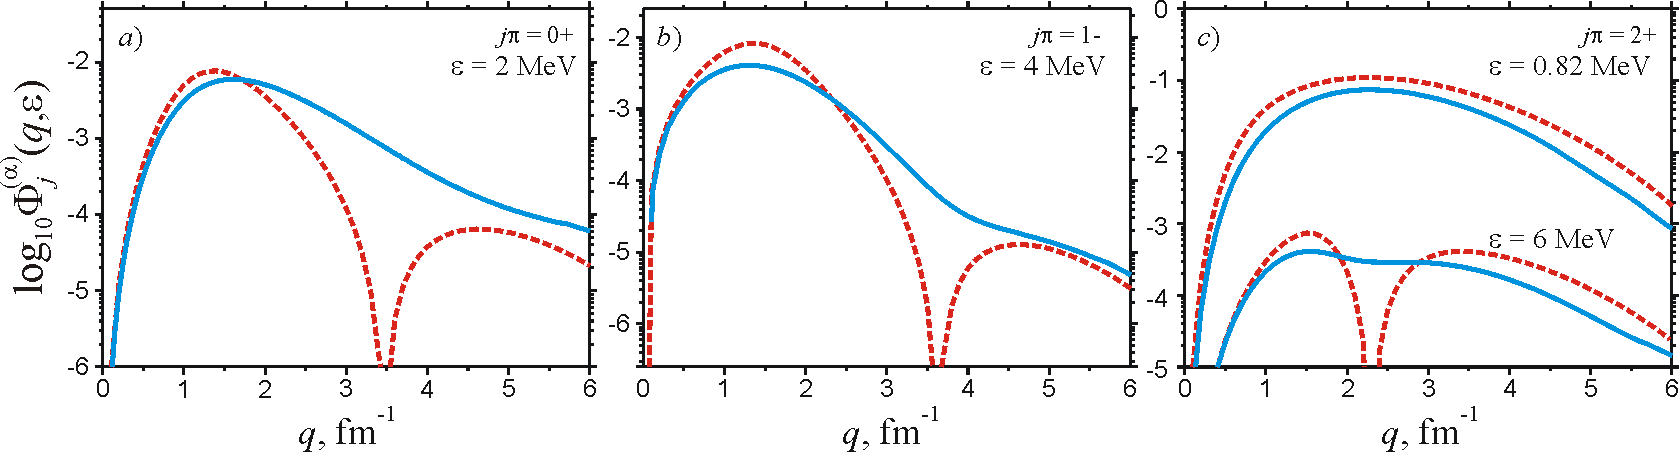 log₁₀Φⱼ⁽ᵅ⁾(q,ε)
a)
jπ = 0+
ε = 2 MeV
-2
-3
-4
-5
-6
0 1 2 3 4 5 6
q, fm⁻¹
b)
jπ = 1-
ε = 4 MeV
-2
-3
-4
-5
-6
0 1 2 3 4 5 6
q, fm⁻¹
c)
jπ = 2+
ε = 0.82 MeV
ε = 6 MeV
0
-1
-2
-3
-4
-5
0 1 2 3 4 5 6
q, fm⁻¹